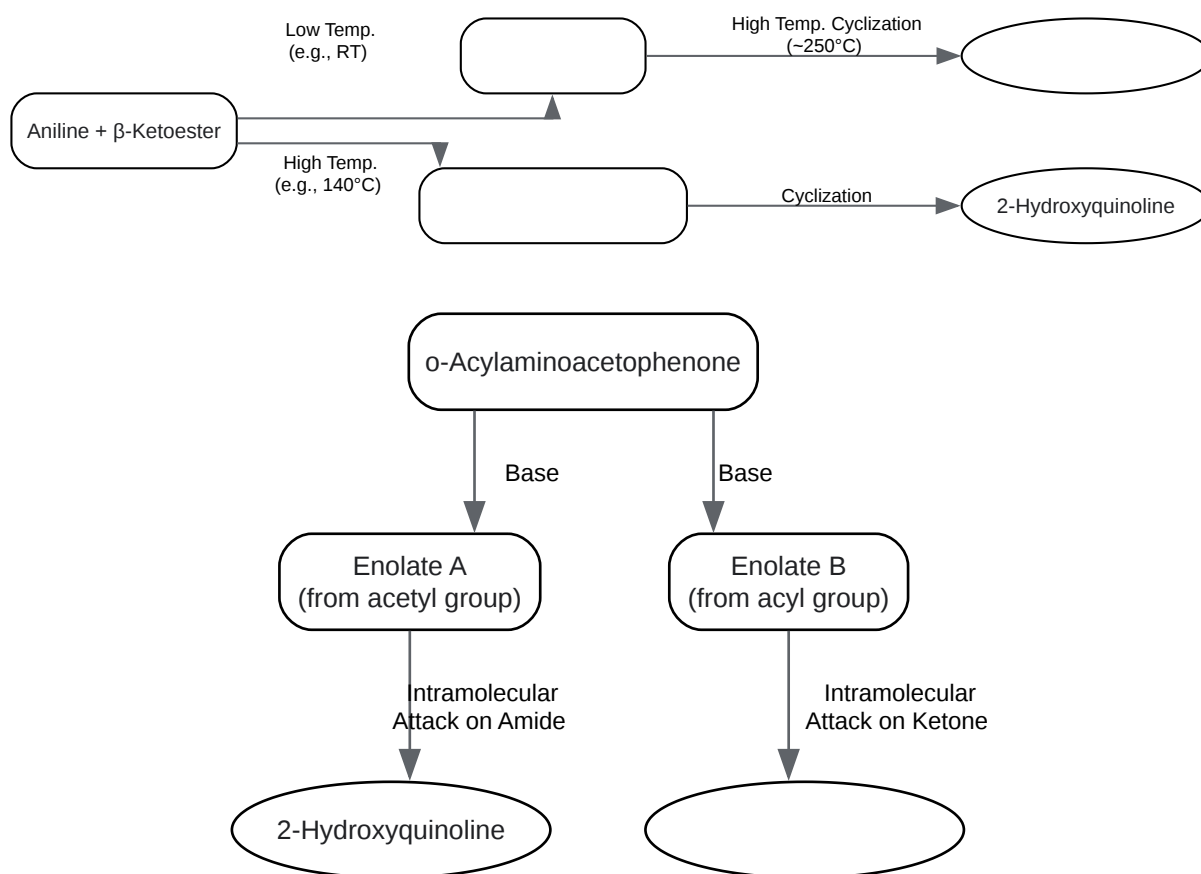 Low Temp.
(e.g., RT)
High Temp. Cyclization
(~250°C)
Aniline + β-Ketoester
High Temp.
(e.g., 140°C)
Cyclization
2-Hydroxyquinoline
o-Acylaminoacetophenone
Base
Base
Enolate A
(from acetyl group)
Enolate B
(from acyl group)
Intramolecular
Attack on Amide
Intramolecular
Attack on Ketone
2-Hydroxyquinoline